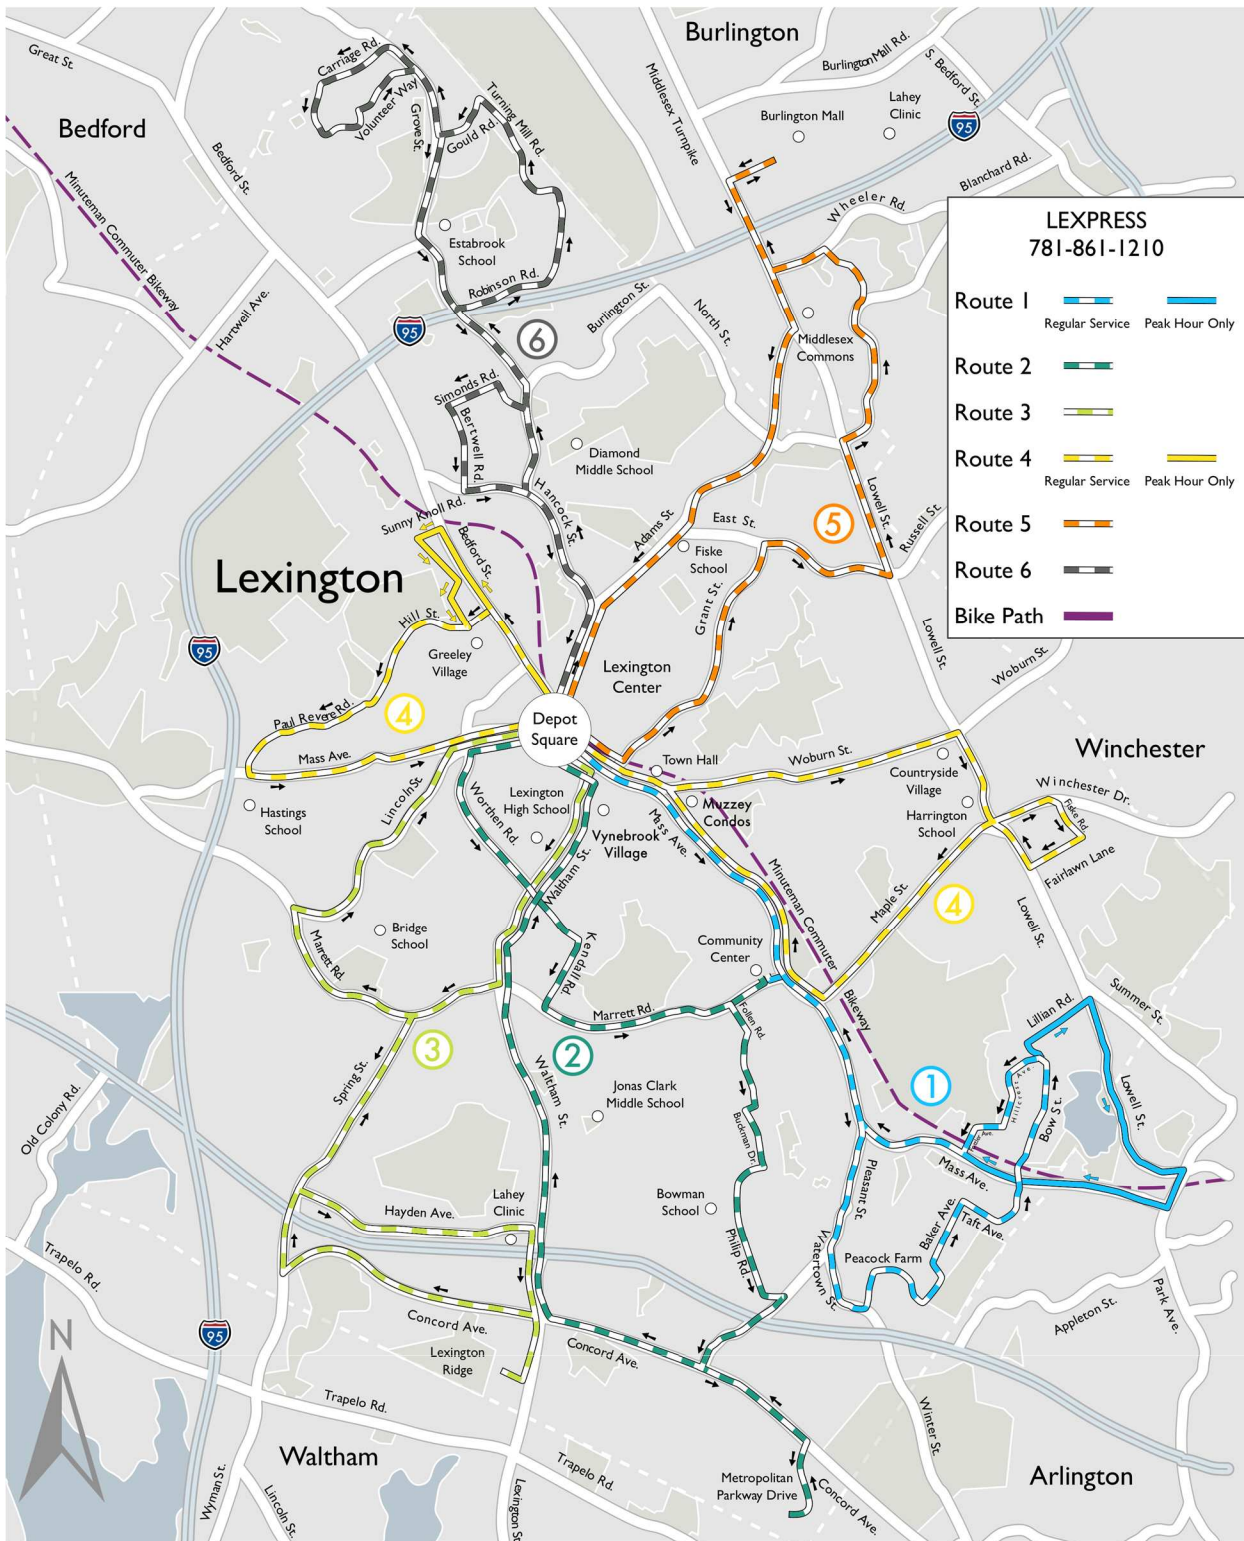 Burlington
Great St.
Carriage Rd.
Volunteer Way
Grove St.
Gould Rd.
Turning Mill Rd.
Middlesex Turnpike
Burlington Mall Rd.
S. Bedford St.
Lahey
Clinic
Burlington Mall
95
Bedford
Bedford St.
Blanchard Rd.
Wheeler Rd.
Minuteman Commuter Bikeway
Estabrook
School
Robinson Rd.
Hartwell Ave.
Burlington St.
North St.
95
6
Middlesex
Commons
LEXPRESS
781-861-1210
Route 1
Regular Service
Peak Hour Only
Route 2
Route 3
Route 4
Regular Service
Peak Hour Only
Route 5
Route 6
Bike Path
Simonds Rd.
Bertwell Rd.
Diamond
Middle School
Hancock St.
Sunny Knoll Rd.
Bedford St.
Adams St
East St.
Fiske
School
5
Lowell St.
Russell St.
Lexington
Grant St.
Hill St.
Greeley
Village
95
Lowell St.
Woburn St.
Lexington
Center
4
Paul Revere Rd.
Depot
Square
Mass Ave.
Town Hall
Woburn St.
Winchester
Countryside
Village
Winchester Dr.
Hastings
School
Lincoln St.
Worthen Rd.
Lexington
High School
Vynebrook
Village
Muzzey
Condos
Mass Ave.
Harrington
School
Fiske Rd.
Fairlawn Lane
Waltham St.
Minuteman Commuter
Bikeway
Maple St.
4
Lowell St.
Bridge
School
Marrett Rd.
Kendall Rd.
Community
Center
Summer St.
Lillian Rd.
Marrett Rd.
Follen Rd.
3
2
1
Spring St.
Waltham St.
Jonas Clark
Middle School
Hillcrest Ave.
Bow St.
Lowell St.
Old Colony Rd.
Buckman Dr.
Mass Ave.
Pleasant St.
Lahey
Clinic
Hayden Ave.
Bowman
School
Baker Ave.
Taft Ave.
Philip Rd.
Watertown St.
Peacock Farm
Trapelo Rd.
Concord Ave.
Appleton St.
Park Ave.
N
95
Lexington
Ridge
Concord Ave.
Trapelo Rd.
Winter St.
Waltham
Trapelo Rd.
Metropolitan
Parkway Drive
Concord Ave.
Arlington
Wyman St.
Lincoln St.
Lexington St.